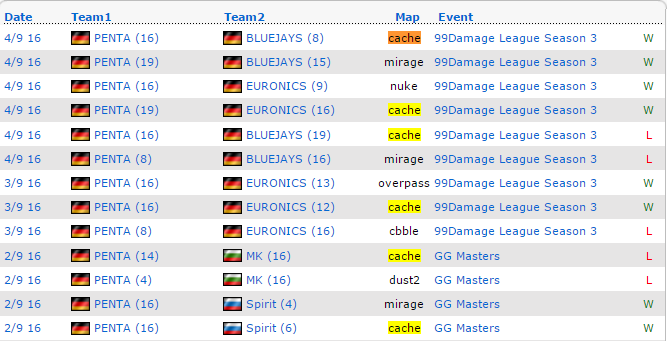 Date Team1 Team2 Map Event
4/9 16 PENTA (16) BLUEJAYS (8) cache 99Damage League Season 3 W
4/9 16 PENTA (19) BLUEJAYS (15) mirage 99Damage League Season 3 W
4/9 16 PENTA (16) EURONICS (9) nuke 99Damage League Season 3 W
4/9 16 PENTA (19) EURONICS (16) cache 99Damage League Season 3 W
4/9 16 PENTA (16) BLUEJAYS (19) cache 99Damage League Season 3 L
4/9 16 PENTA (8) BLUEJAYS (16) mirage 99Damage League Season 3 L
3/9 16 PENTA (16) EURONICS (13) overpass 99Damage League Season 3 W
3/9 16 PENTA (16) EURONICS (12) cache 99Damage League Season 3 W
3/9 16 PENTA (8) EURONICS (16) cbble 99Damage League Season 3 L
2/9 16 PENTA (14) MK (16) cache GG Masters L
2/9 16 PENTA (4) MK (16) dust2 GG Masters L
2/9 16 PENTA (16) Spirit (4) mirage GG Masters W
2/9 16 PENTA (16) Spirit (6) cache GG Masters W